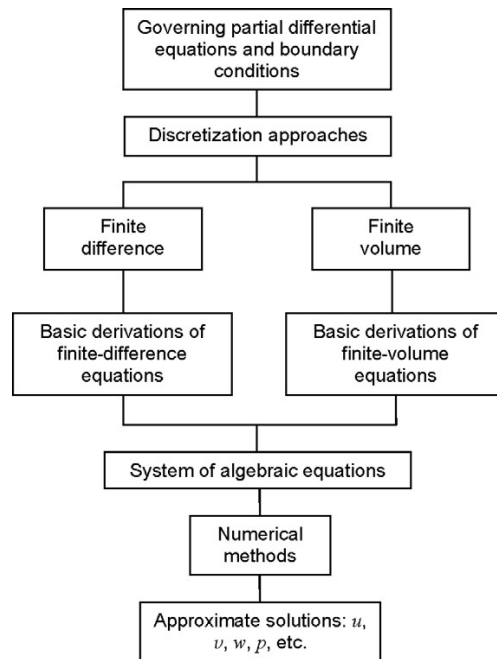 Governing partial differential
equations and boundary
conditions
Discretization approaches
Finite
difference
Finite
volume
Basic derivations of
finite-difference
equations
Basic derivations of
finite-volume
equations
System of algebraic equations
Numerical
methods
Approximate solutions: u,
υ, w, p, etc.